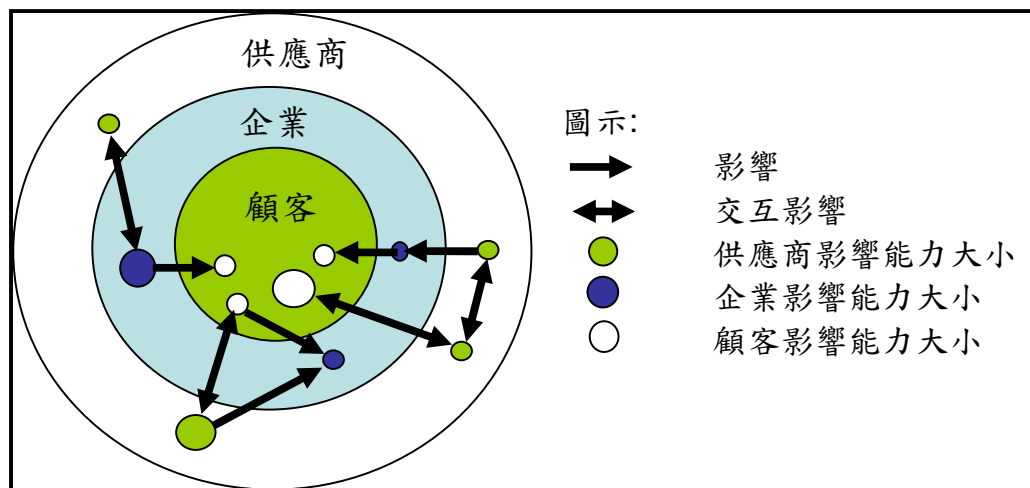 供應商
企業
顧客
圖示:
影響
交互影響
供應商影響能力大小
企業影響能力大小
顧客影響能力大小